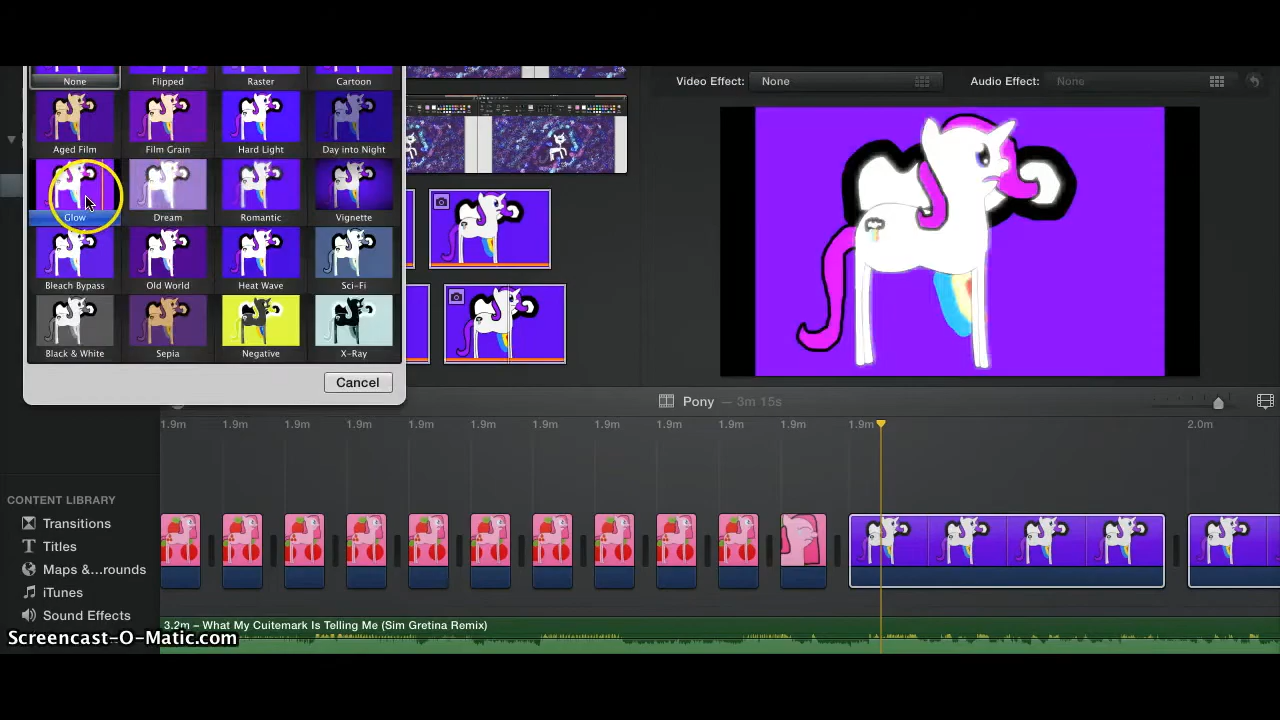 None
Flipped
Raster
Cartoon
Video Effect: None
Audio Effect: None
Aged Film
Film Grain
Hard Light
Day into Night
Glow
Dream
Romantic
Vignette
Bleach Bypass
Old World
Heat Wave
Sci-Fi
Black & White
Sepia
Negative
X-Ray
Cancel
Pony — 3m 15s
1.9m 1.9m 1.9m 1.9m 1.9m 1.9m 1.9m 1.9m 1.9m 1.9m 1.9m 1.9m 2.0m
CONTENT LIBRARY
Transitions
Titles
Maps &...rounds
iTunes
Sound Effects
3.2m – What My Cuitemark Is Telling Me (Sim Gretina Remix)
Screencast-O-Matic.com